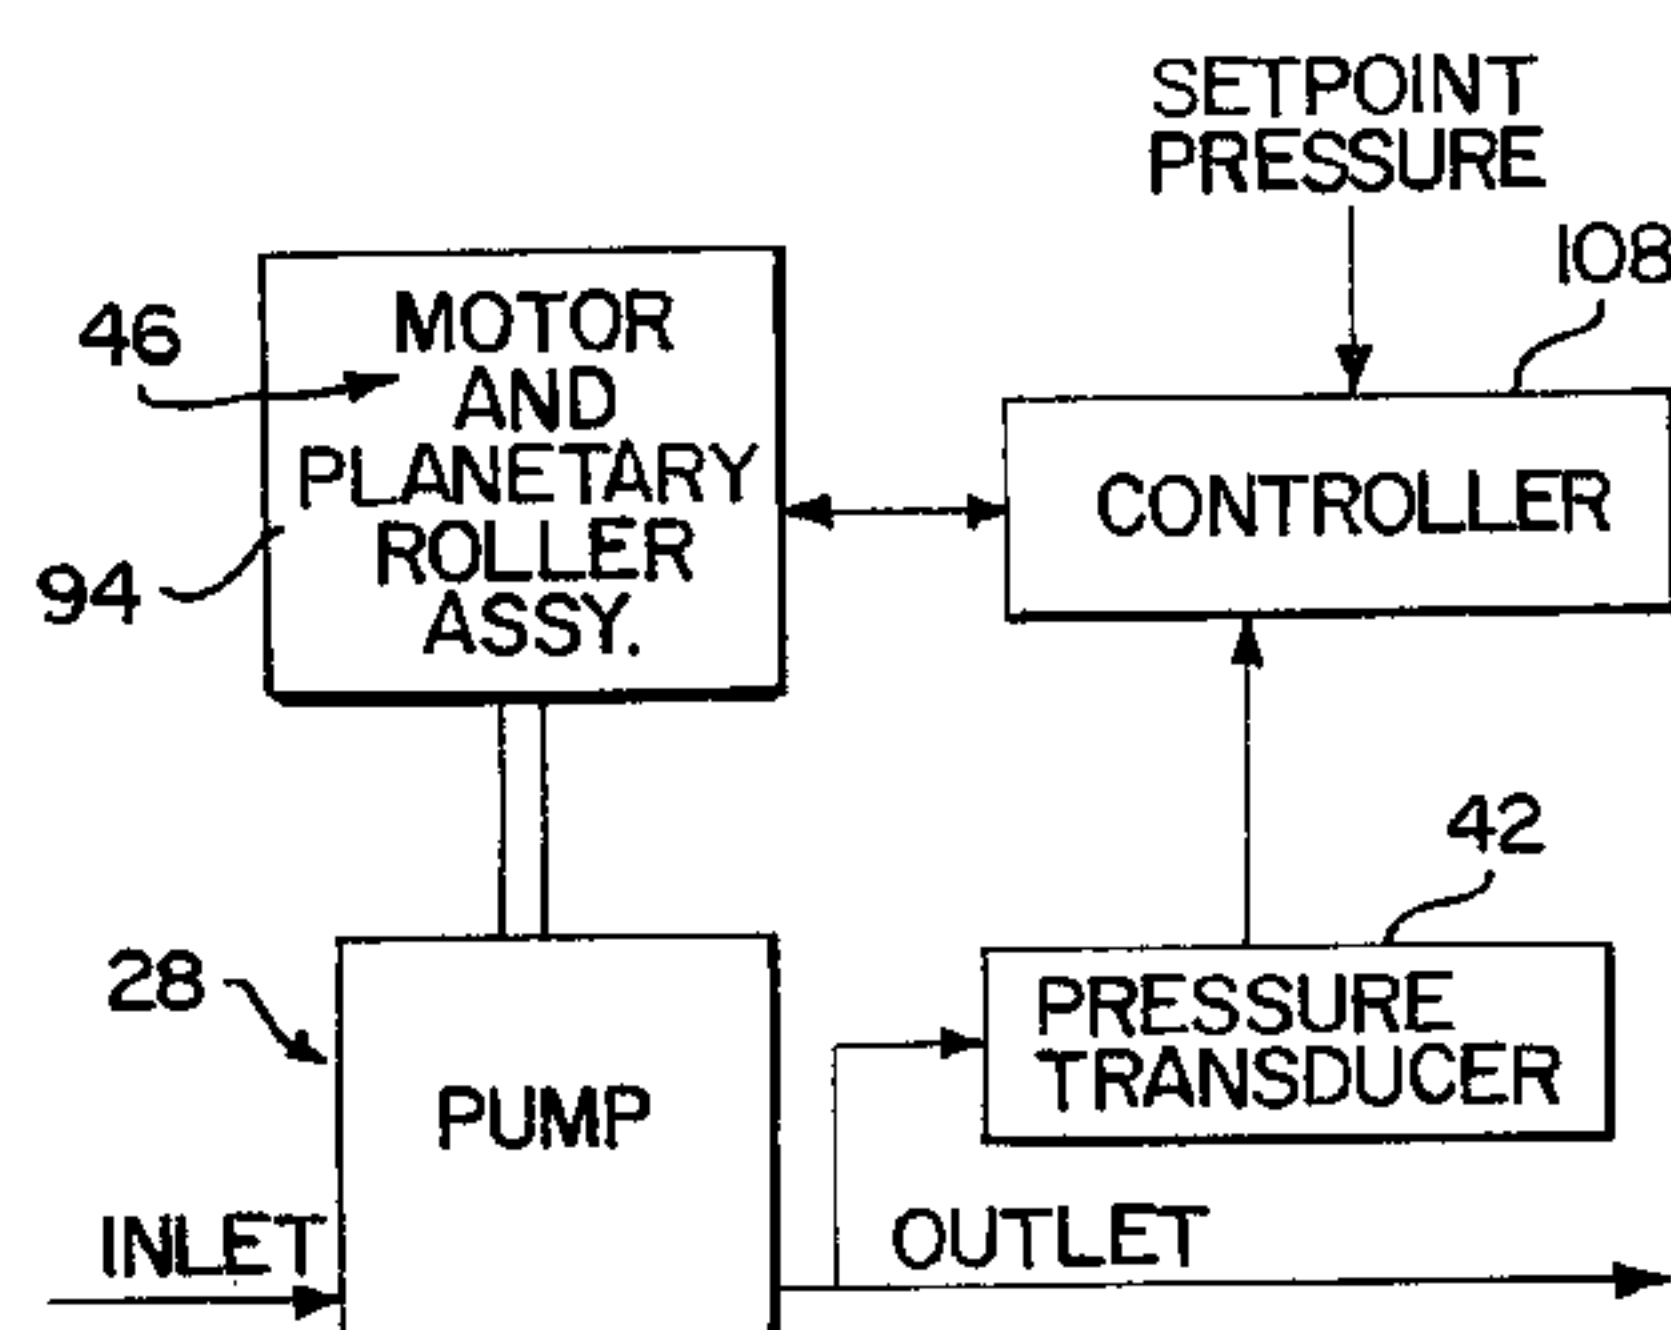 SETPOINT
PRESSURE
108
46
MOTOR
AND
PLANETARY
ROLLER
ASSY.
94
CONTROLLER
42
28
PUMP
PRESSURE
TRANSDUCER
INLET
OUTLET